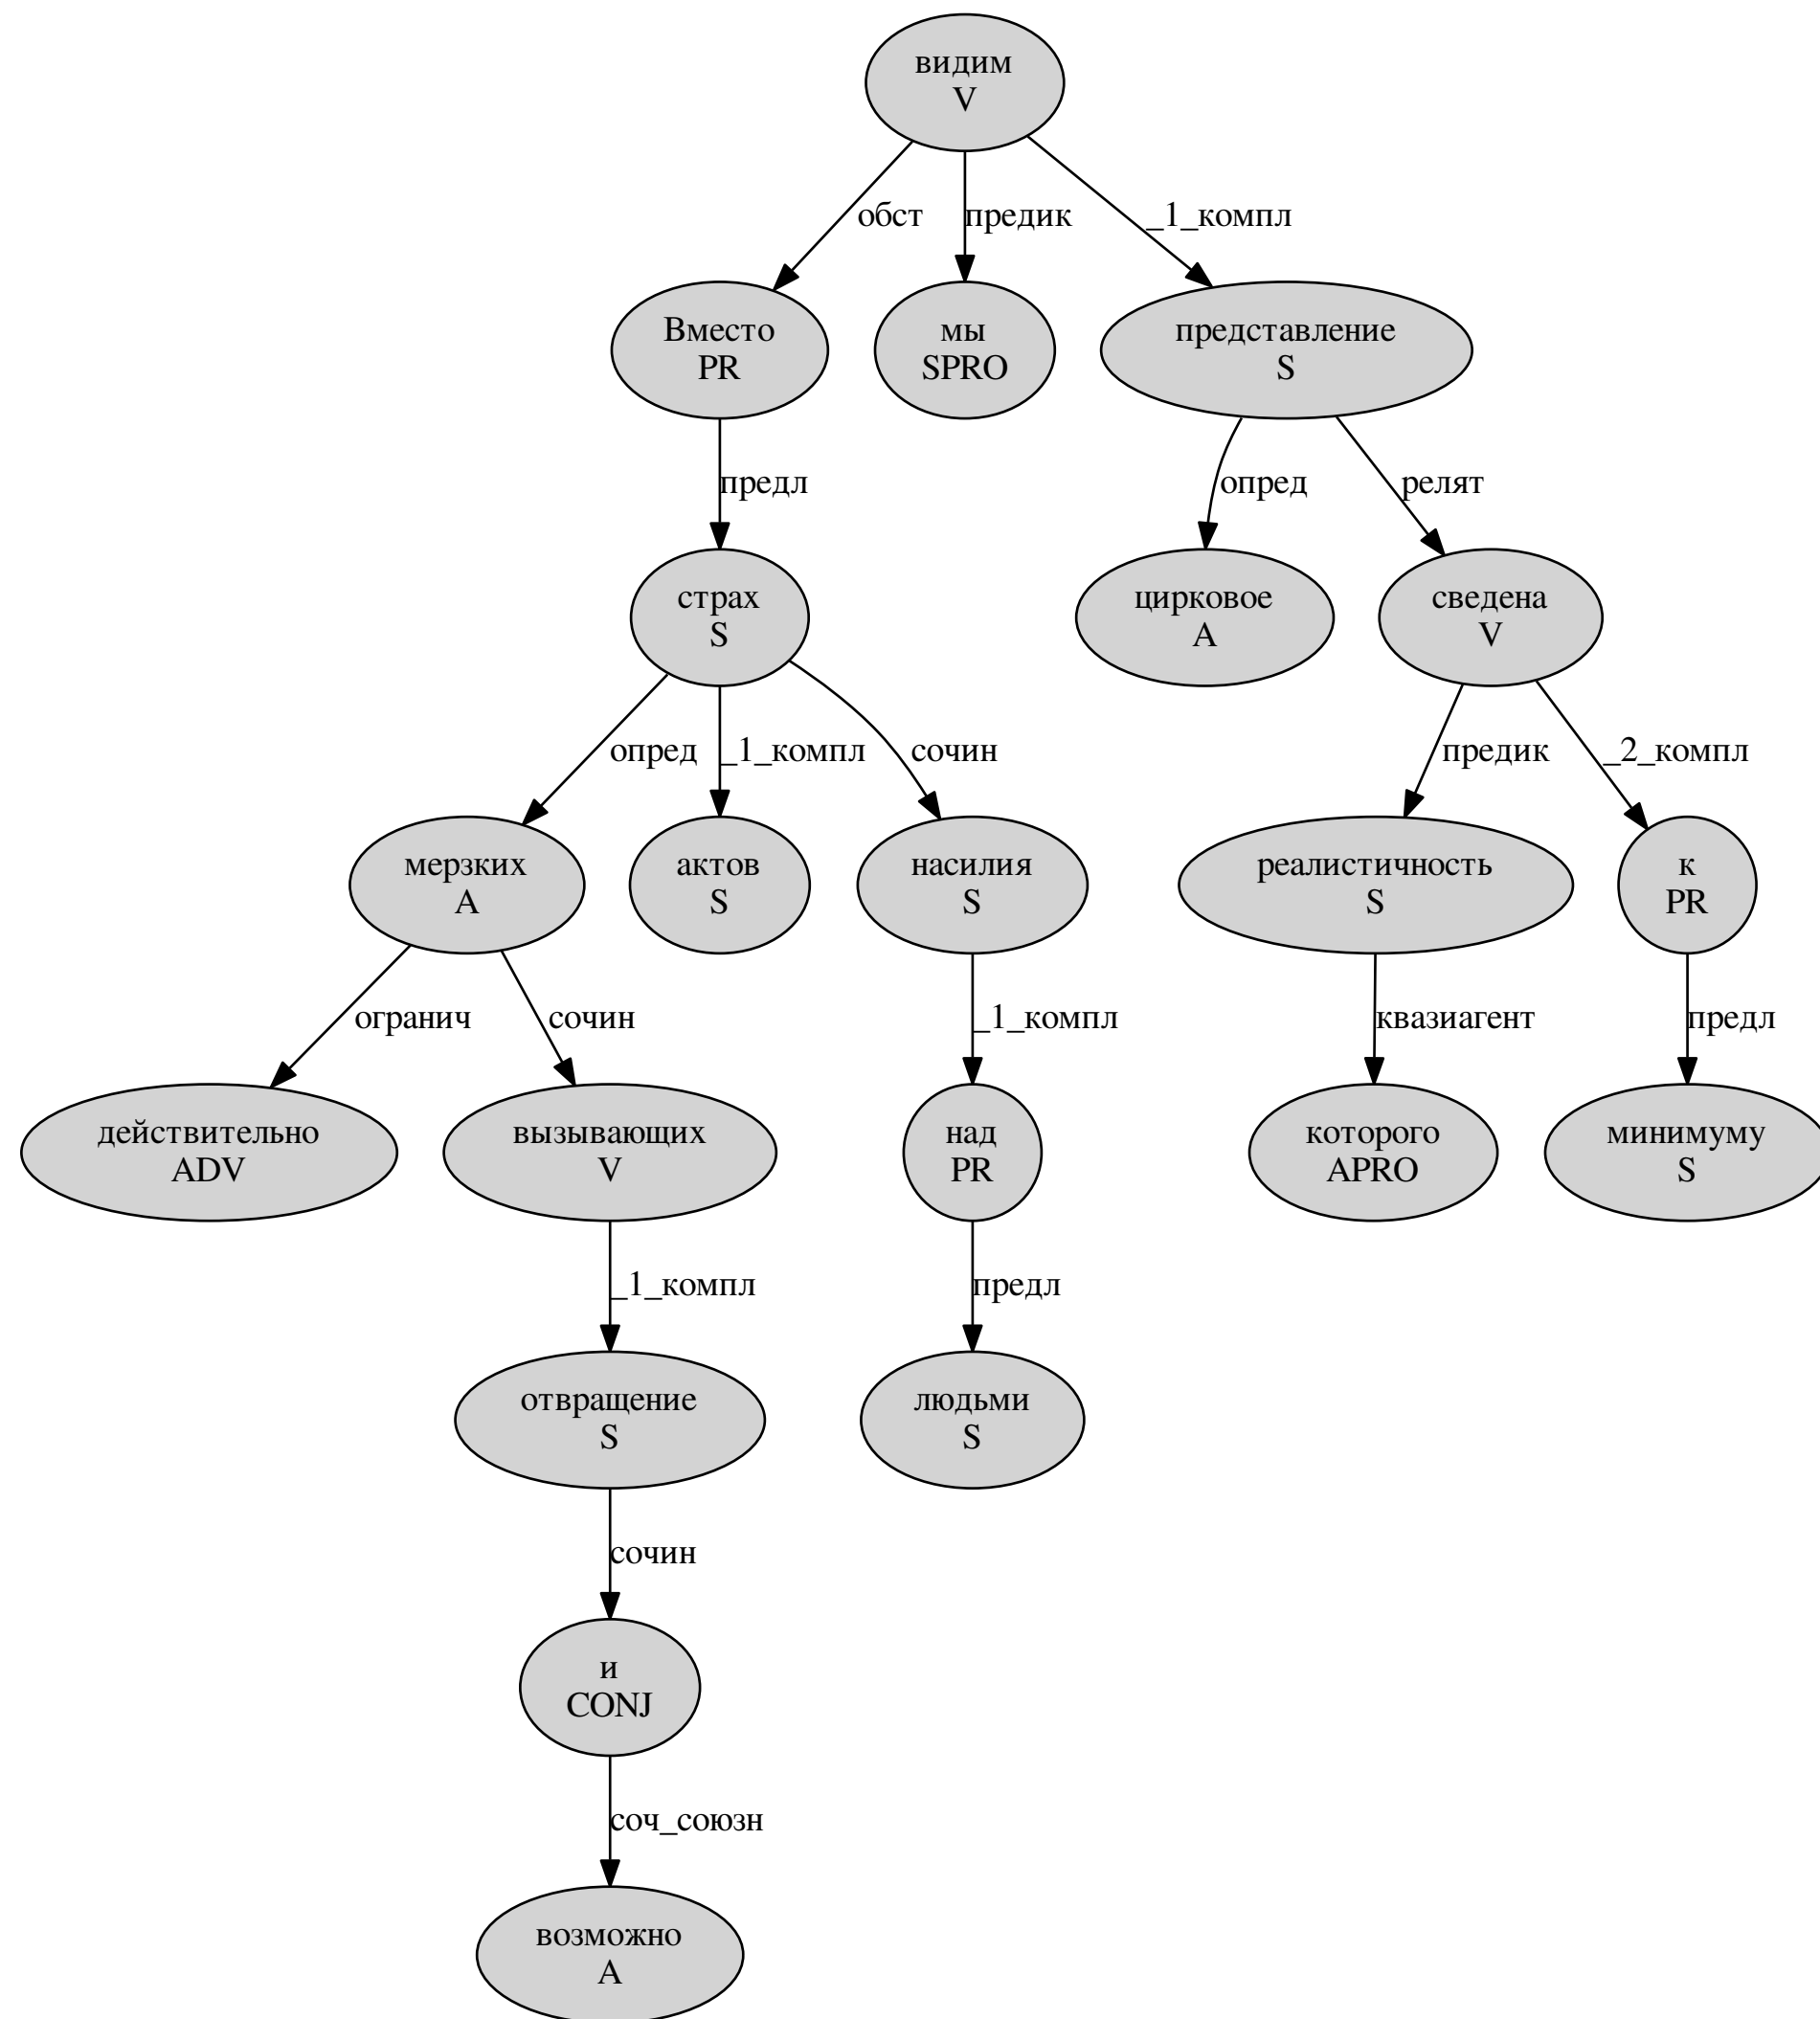 видим
V
обст
предик
_1_компл
Вместо
PR
мы
SPRO
представление
S
предл
опред
релят
страх
S
цирковое
A
сведена
V
опред
_1_компл
сочин
предик
_2_компл
мерзких
A
актов
S
насилия
S
реалистичность
S
к
PR
огранич
сочин
_1_компл
квазиагент
предл
действительно
ADV
вызывающих
V
над
PR
которого
APRO
минимуму
S
_1_компл
предл
отвращение
S
людьми
S
сочин
и
CONJ
соч_союзн
возможно
A